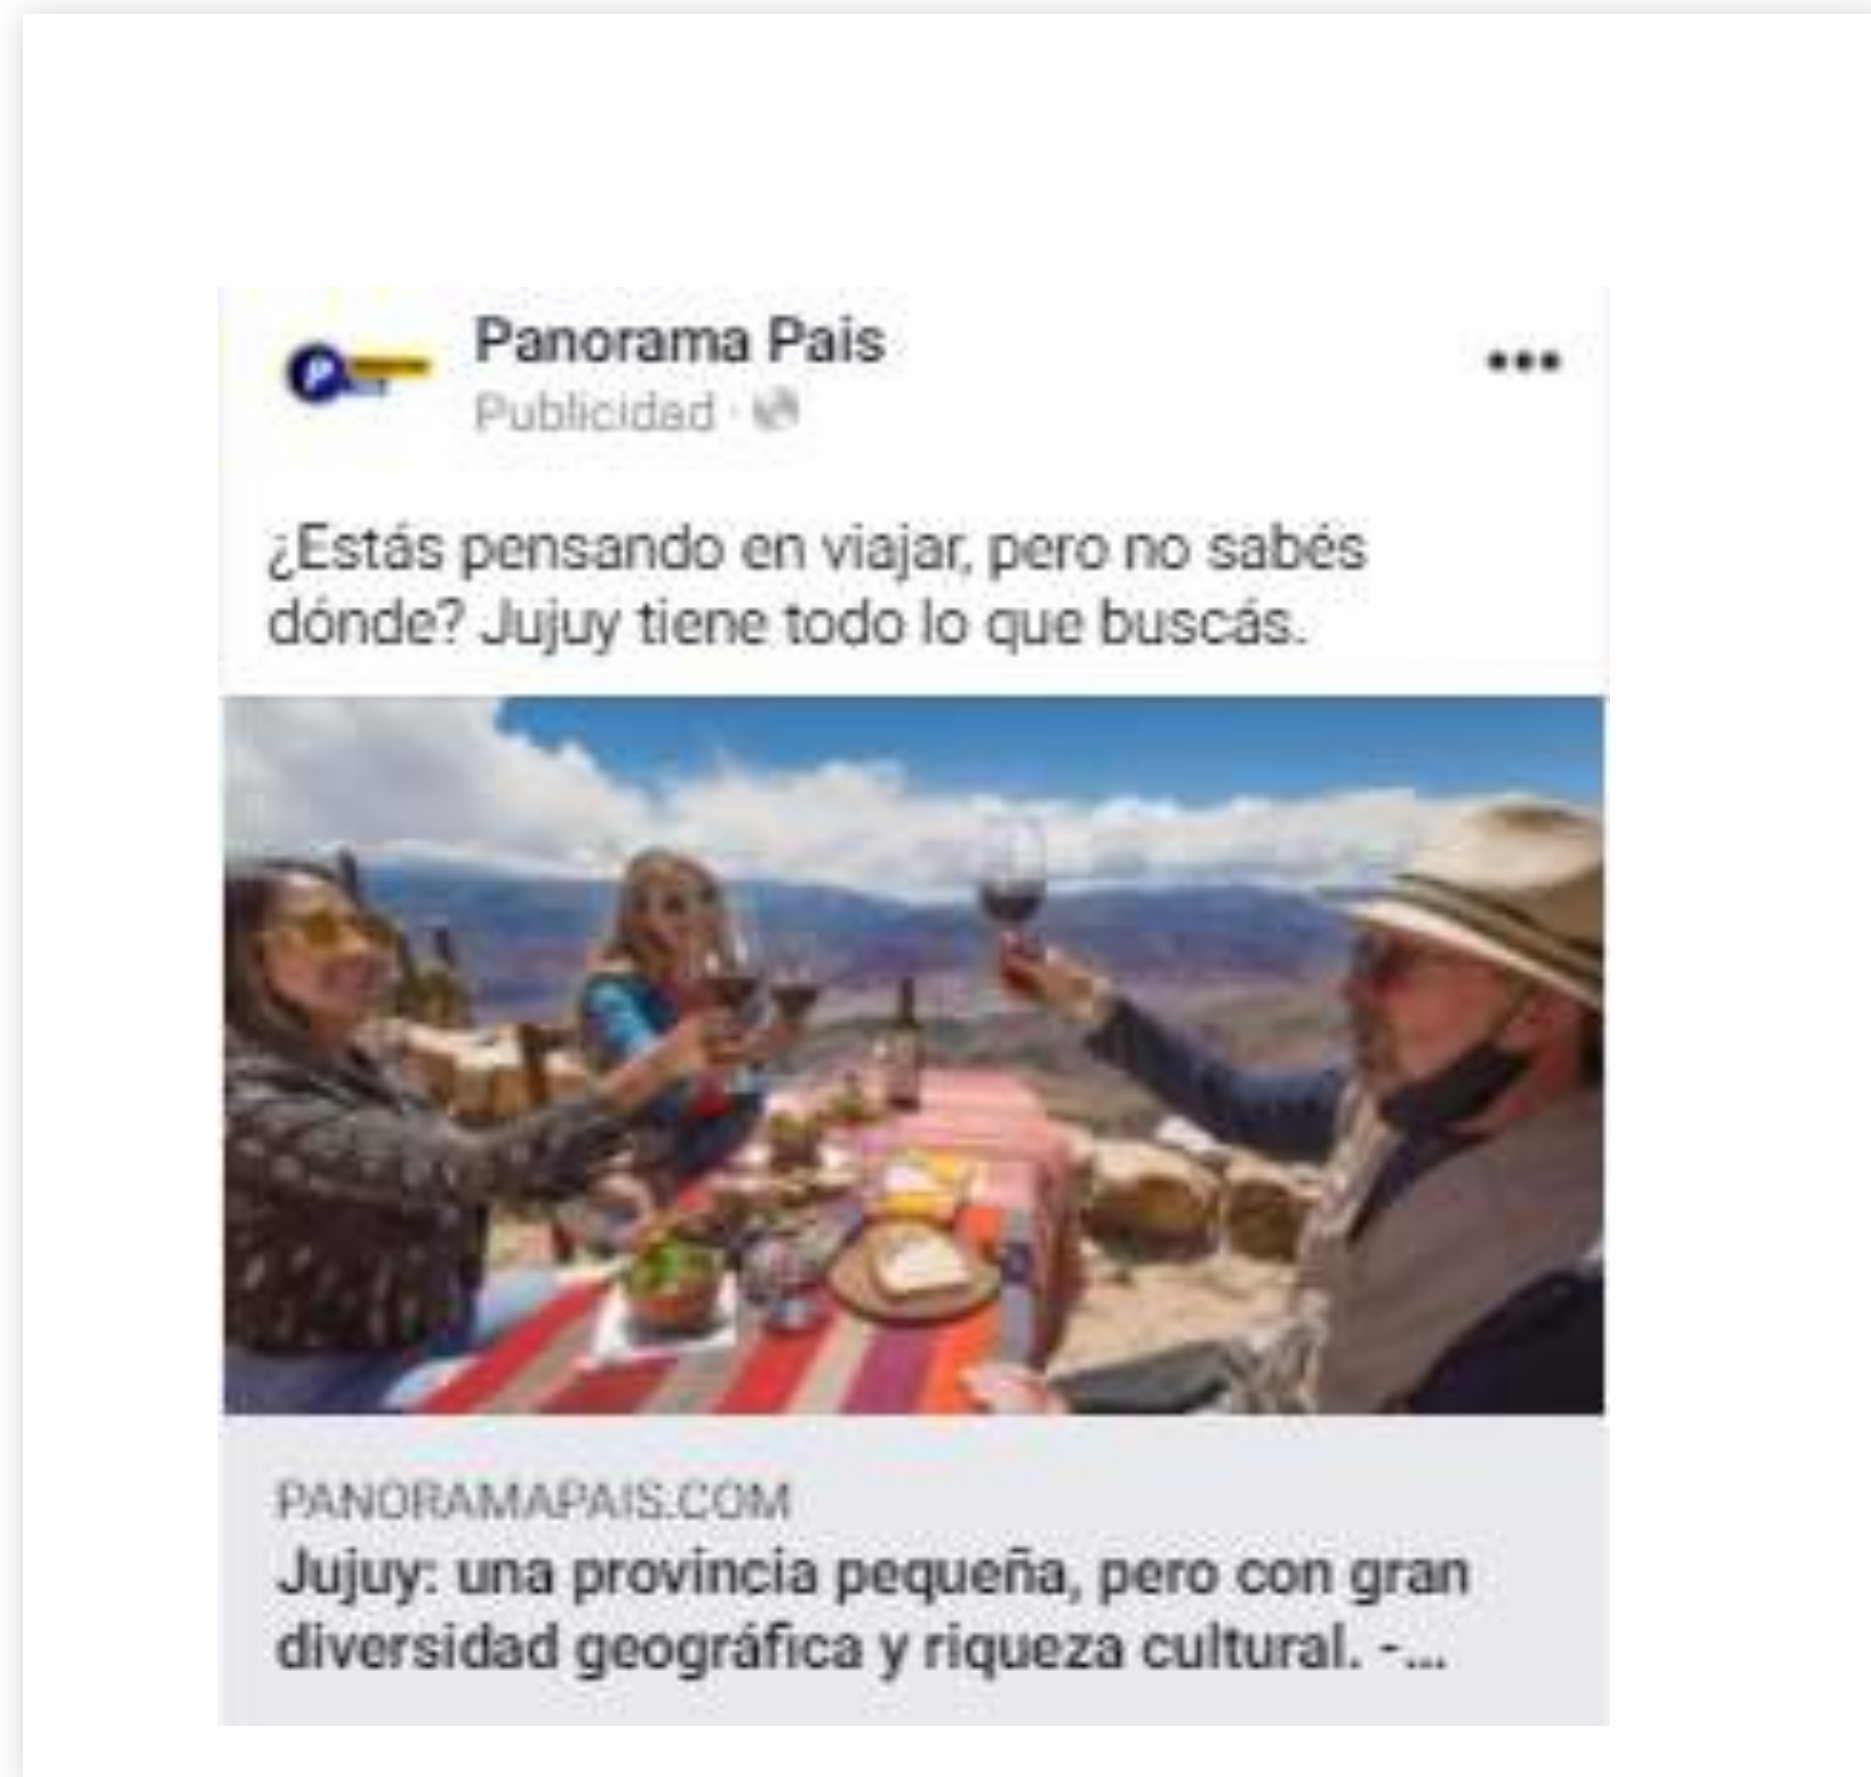 Panorama Pais
Publicidad ·
¿Estás pensando en viajar, pero no sabés
dónde? Jujuy tiene todo lo que buscás.
PANORAMAPAIS.COM
Jujuy: una provincia pequeña, pero con gran
diversidad geográfica y riqueza cultural. -...